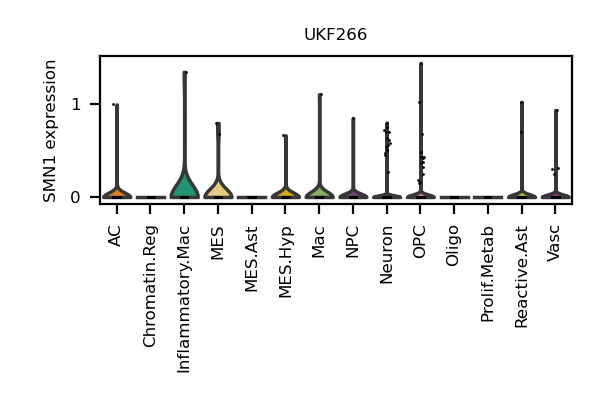 UKF266
SMN1 expression
1
0
AC
Chromatin.Reg
Inflammatory.Mac
MES
MES.Ast
MES.Hyp
Mac
NPC
Neuron
OPC
Oligo
Prolif.Metab
Reactive.Ast
Vasc